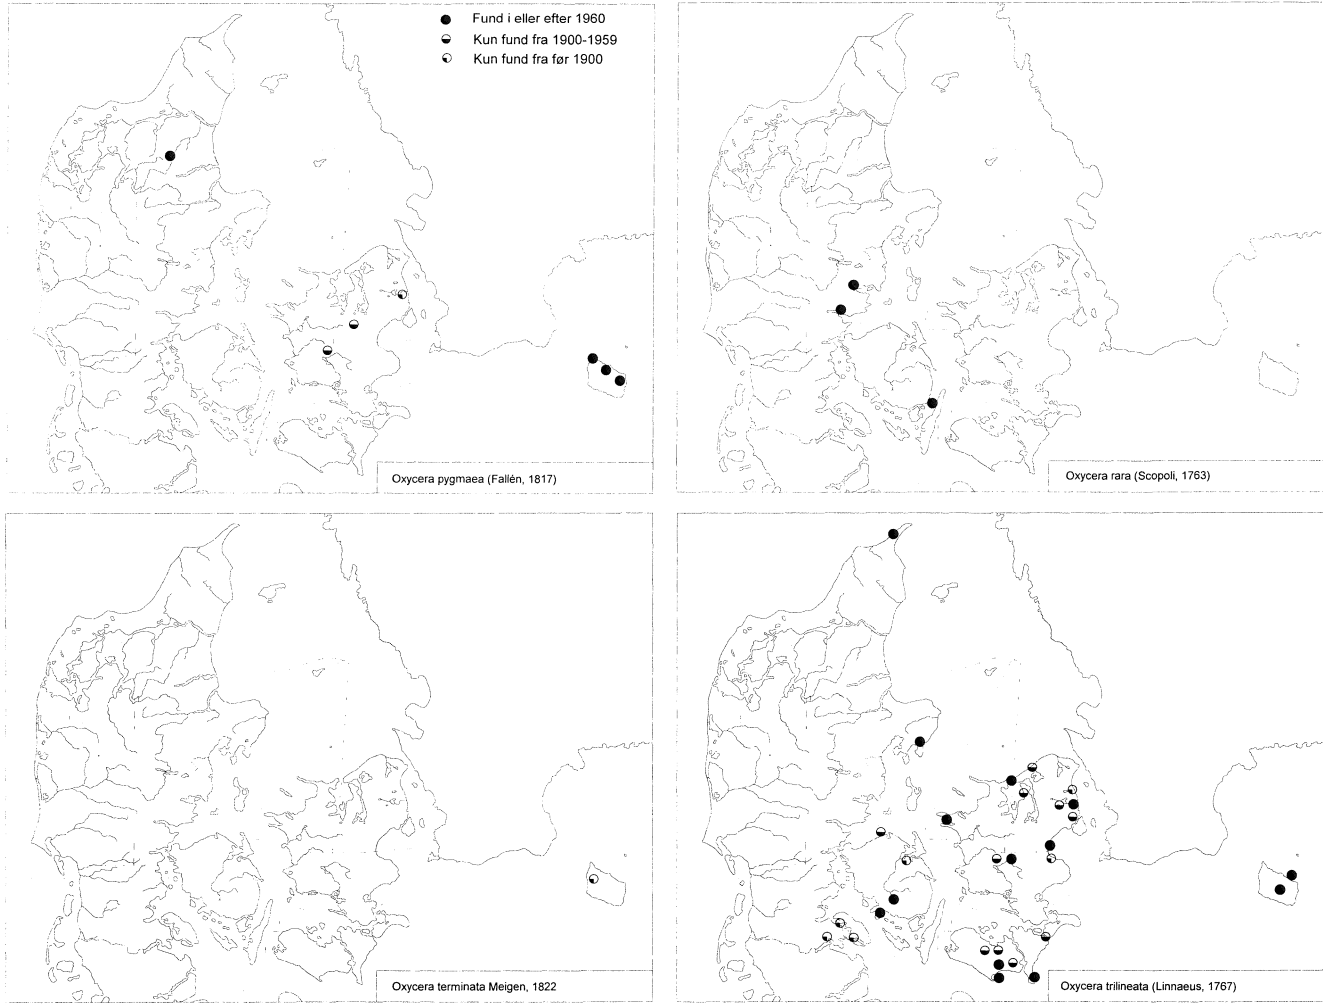 Fund i eller efter 1960
Kun fund fra 1900-1959
Kun fund fra før 1900
Oxycera pygmaea (Fallén, 1817)
Oxycera rara (Scopoli, 1763)
Oxycera terminata Meigen, 1822
Oxycera trilineata (Linnaeus, 1767)